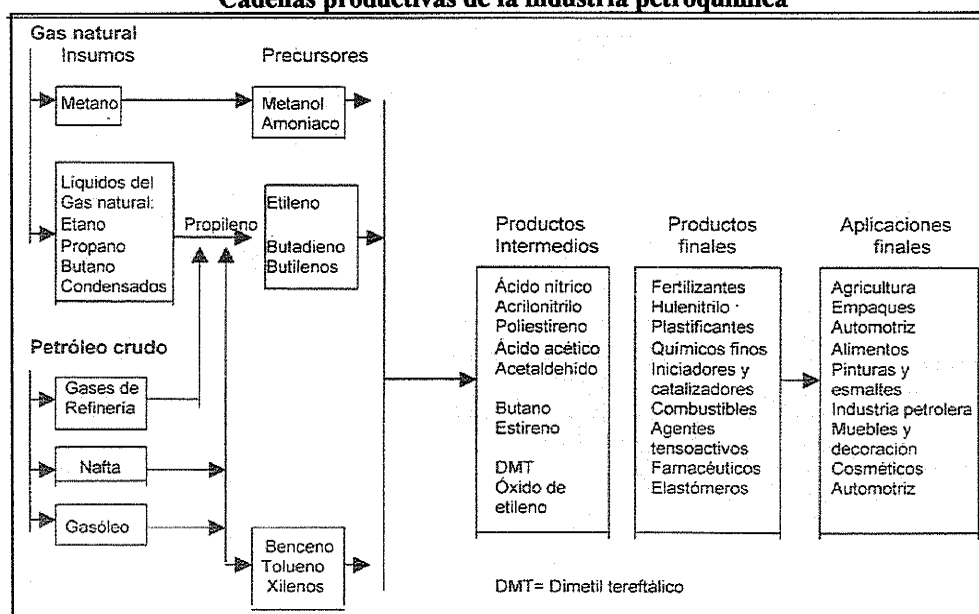 Cadenas productivas de la industria petroquímica
Gas natural
Insumos
Precursores
Metano
Metanol
Amoniaco
Líquidos del
Gas natural:
Etano
Propano
Butano
Condensados
Propileno
Etileno
Butadieno
Butilenos
Petróleo crudo
Gases de
Refinería
Nafta
Gasóleo
Benceno
Tolueno
Xilenos
Productos
Intermedios
Ácido nítrico
Acrilonitrilo
Poliestireno
Ácido acético
Acetaldehído
Butano
Estireno
DMT
Óxido de
etileno
Productos
finales
Fertilizantes
Hulenitrilo
Plastificantes
Químicos finos
Iniciadores y
catalizadores
Combustibles
Agentes
tensoactivos
Farmacéuticos
Elastómeros
Aplicaciones
finales
Agricultura
Empaques
Automotriz
Alimentos
Pinturas y
esmaltes
Industria petrolera
Muebles y
decoración
Cosméticos
Automotriz
DMT= Dimetil tereftálico